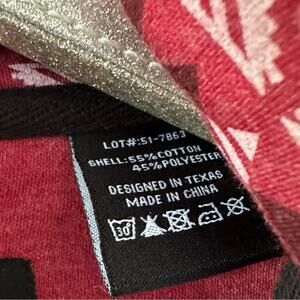 LOT#:51-7863
SHELL:55%COTTON
45%POLYESTER
DESIGNED IN TEXAS
MADE IN CHINA
30°